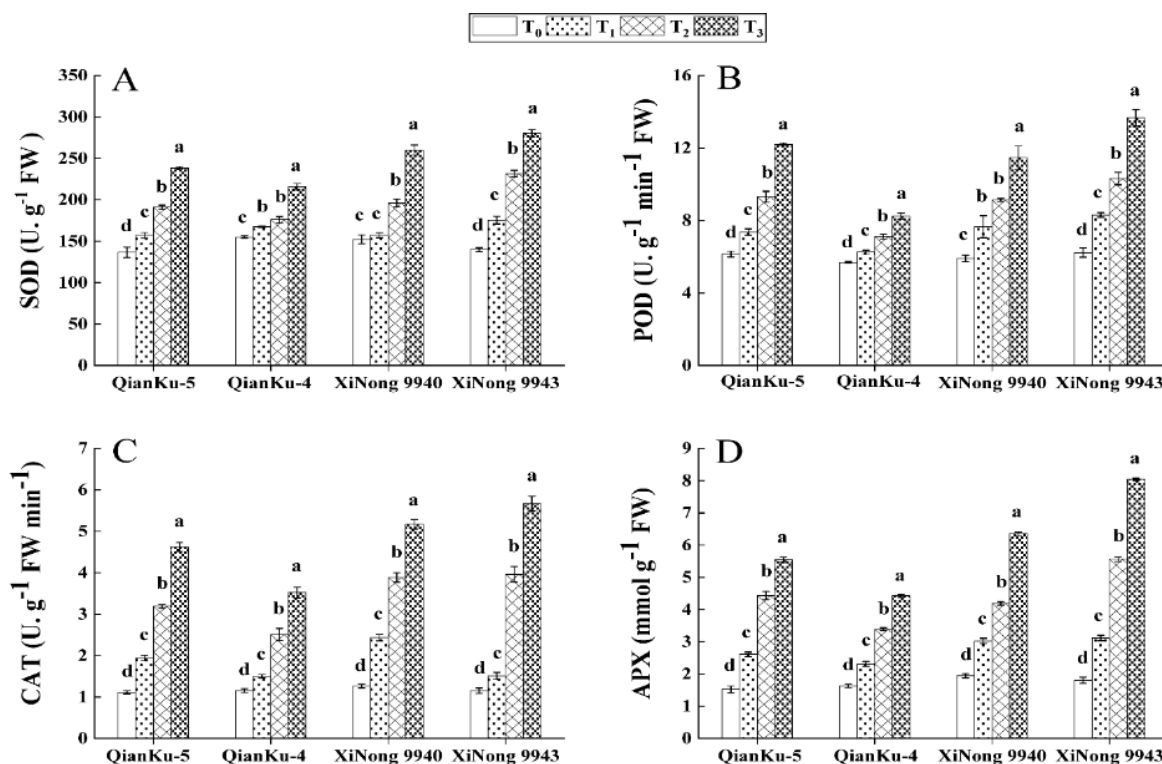 T₀ T₁ T₂ T₃
A
SOD (U. g⁻¹ FW )
350
300
250
200
150
100
50
0
d c b a
c b b a
c c b a
d c b a
QianKu-5 QianKu-4 XiNong 9940 XiNong 9943
B
POD (U. g⁻¹ min⁻¹ FW)
16
12
8
4
0
d c b a
d c b a
c b b a
d c b a
QianKu-5 QianKu-4 XiNong 9940 XiNong 9943
C
CAT (U. g⁻¹ FW min⁻¹)
7
6
5
4
3
2
1
0
d c b a
d c b a
d c b a
d c b a
QianKu-5 QianKu-4 XiNong 9940 XiNong 9943
D
APX (mmol g⁻¹ FW)
9
8
7
6
5
4
3
2
1
0
d c b a
d c b a
d c b a
d c b a
QianKu-5 QianKu-4 XiNong 9940 XiNong 9943